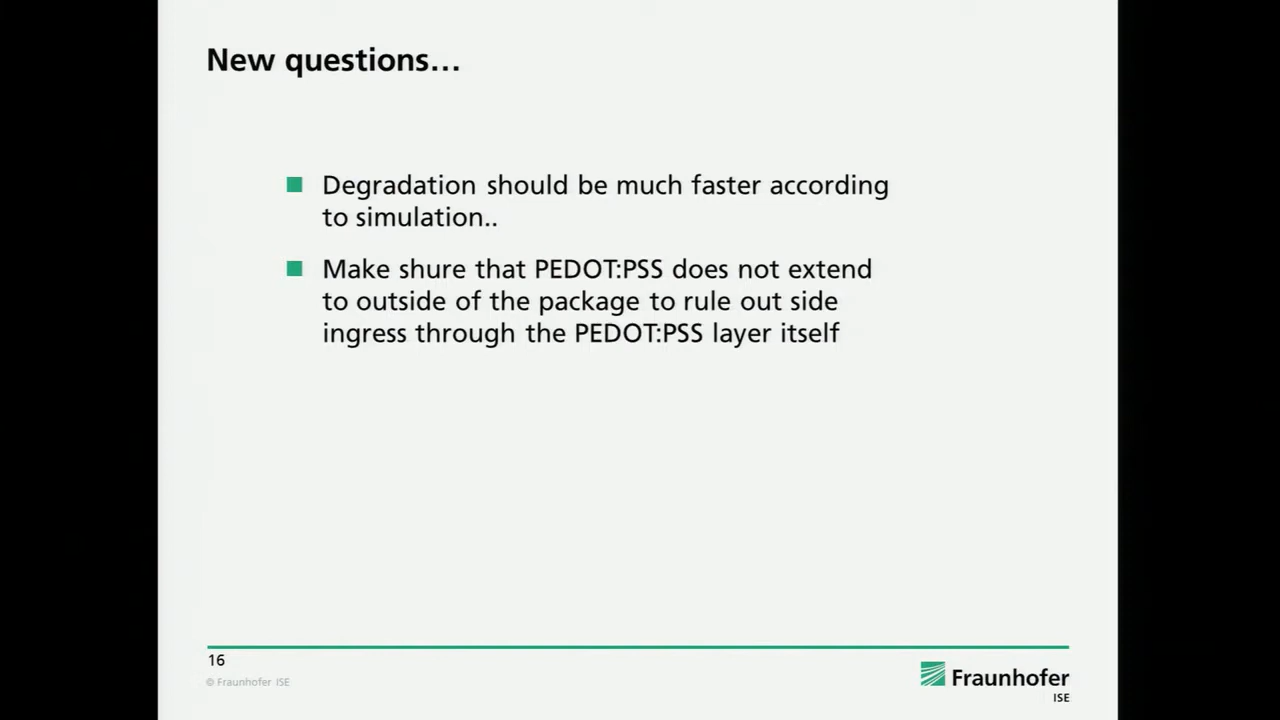 New questions...
Degradation should be much faster according
to simulation..
Make shure that PEDOT:PSS does not extend
to outside of the package to rule out side
ingress through the PEDOT:PSS layer itself
16
© Fraunhofer ISE
Fraunhofer
ISE